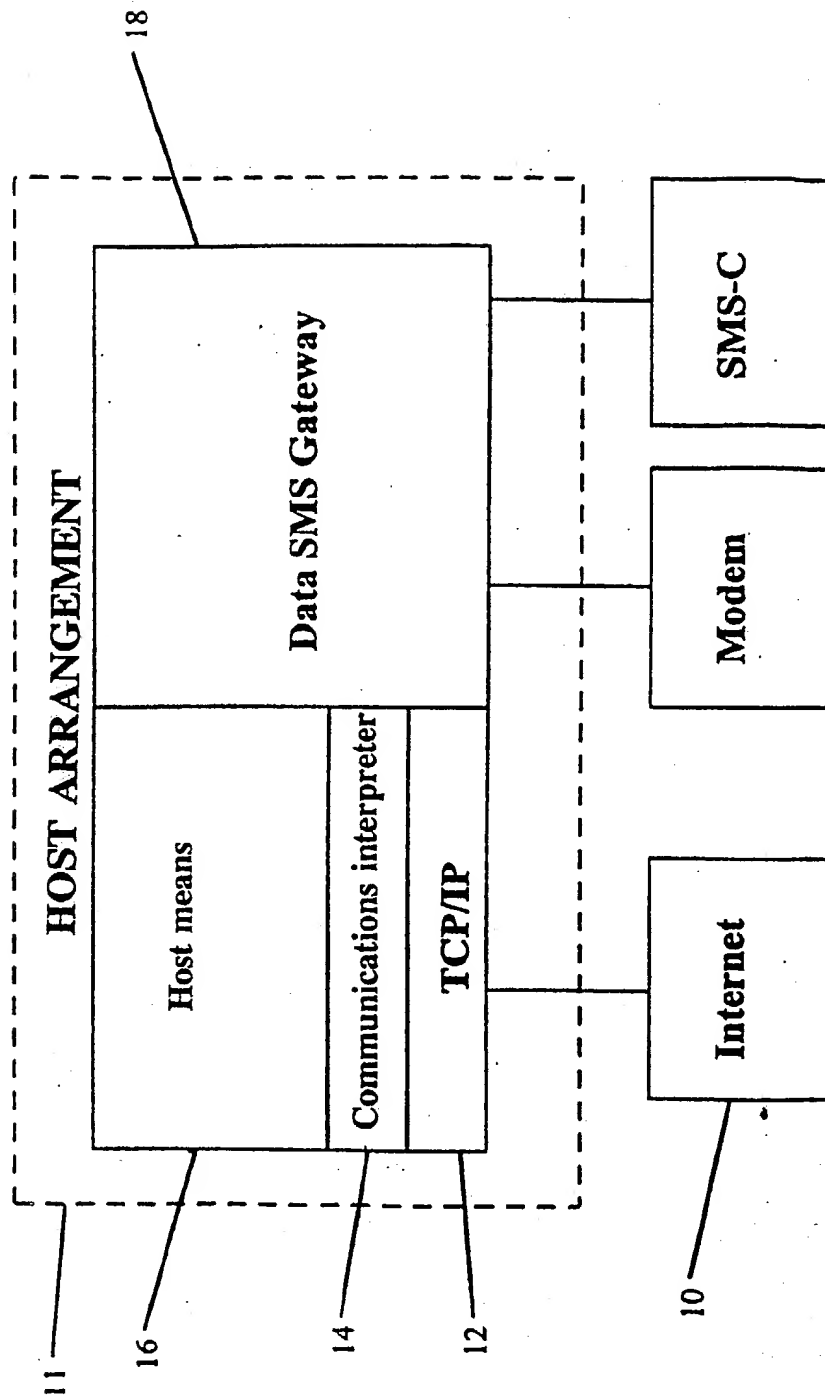 HOST ARRANGEMENT
11
16
Host means
Data SMS Gateway
18
14
Communications interpreter
12
TCP/IP
10
Internet
Modem
SMS-C